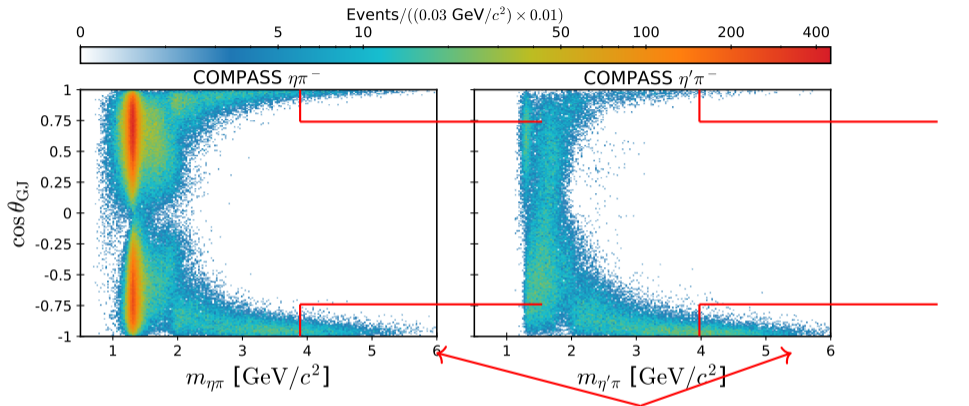 Events/((0.03 GeV/c²) × 0.01)
0 5 10 50 100 200 400
COMPASS ηπ⁻ COMPASS η′π⁻
cos θ_GJ
1
0.75
0.5
0.25
0
-0.25
-0.5
-0.75
-1
1 2 3 4 5 6 1 2 3 4 5 6
m_ηπ [GeV/c²] m_η′π [GeV/c²]